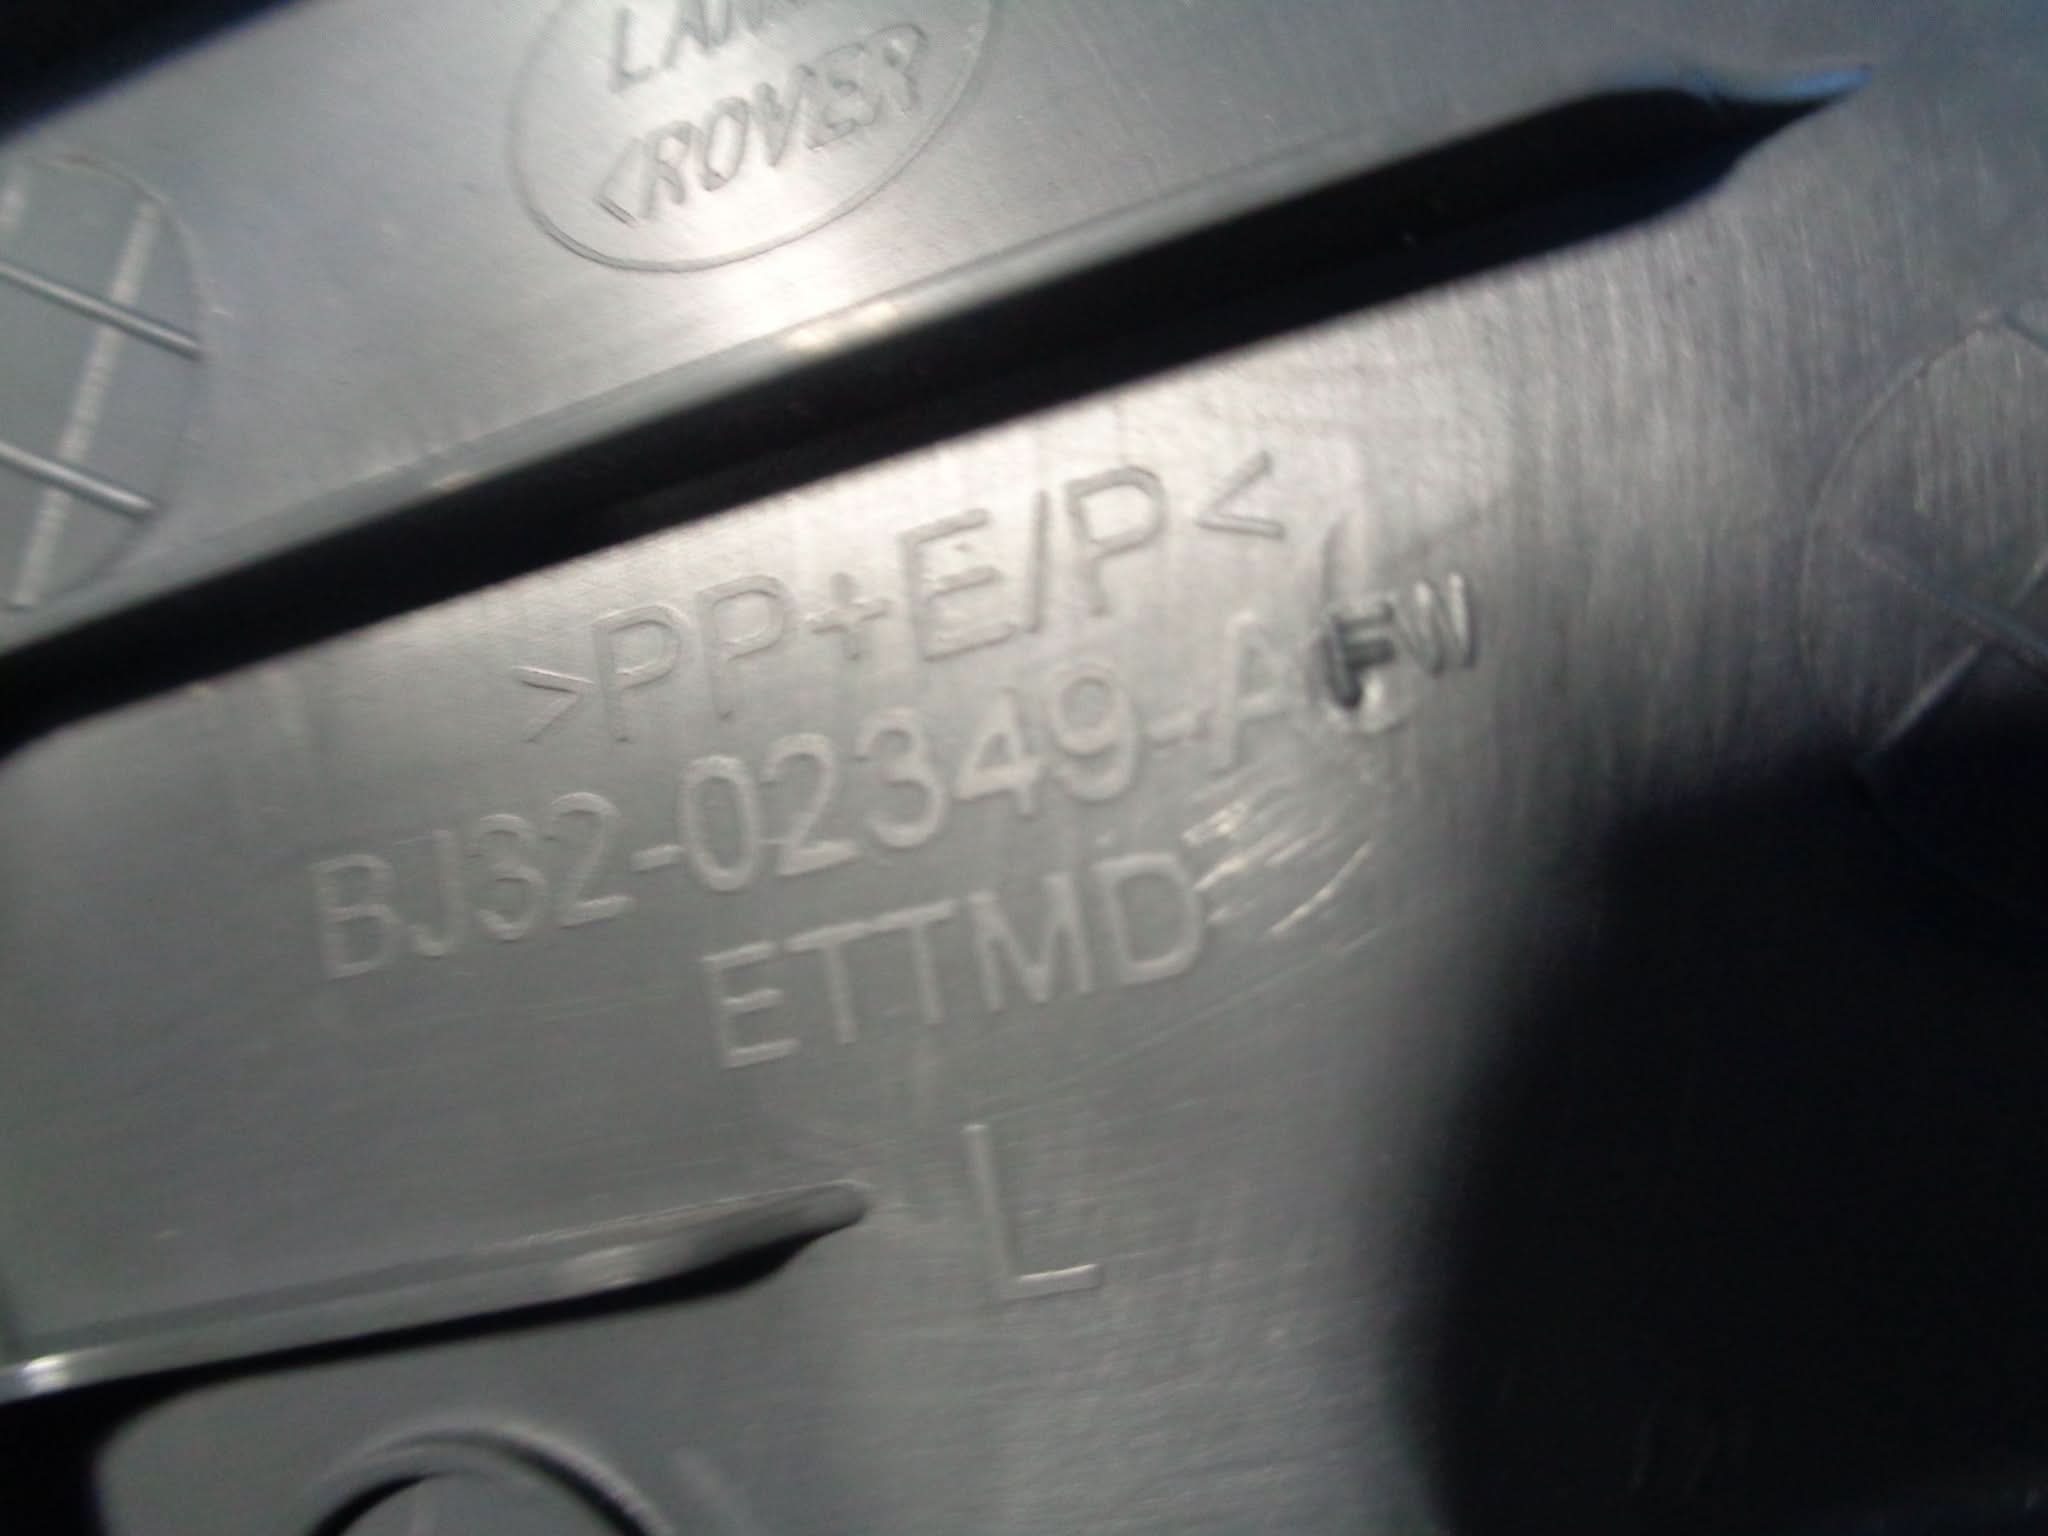 ROVER
>PP+E/P<
BJ32-02349-A
ETTMD
L